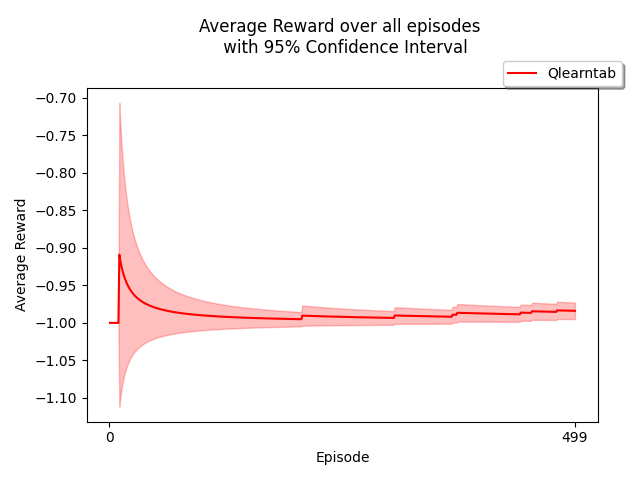 Average Reward over all episodes
with 95% Confidence Interval
Qlearntab
−0.70
−0.75
−0.80
−0.85
−0.90
−0.95
−1.00
−1.05
−1.10
Average Reward
0
499
Episode